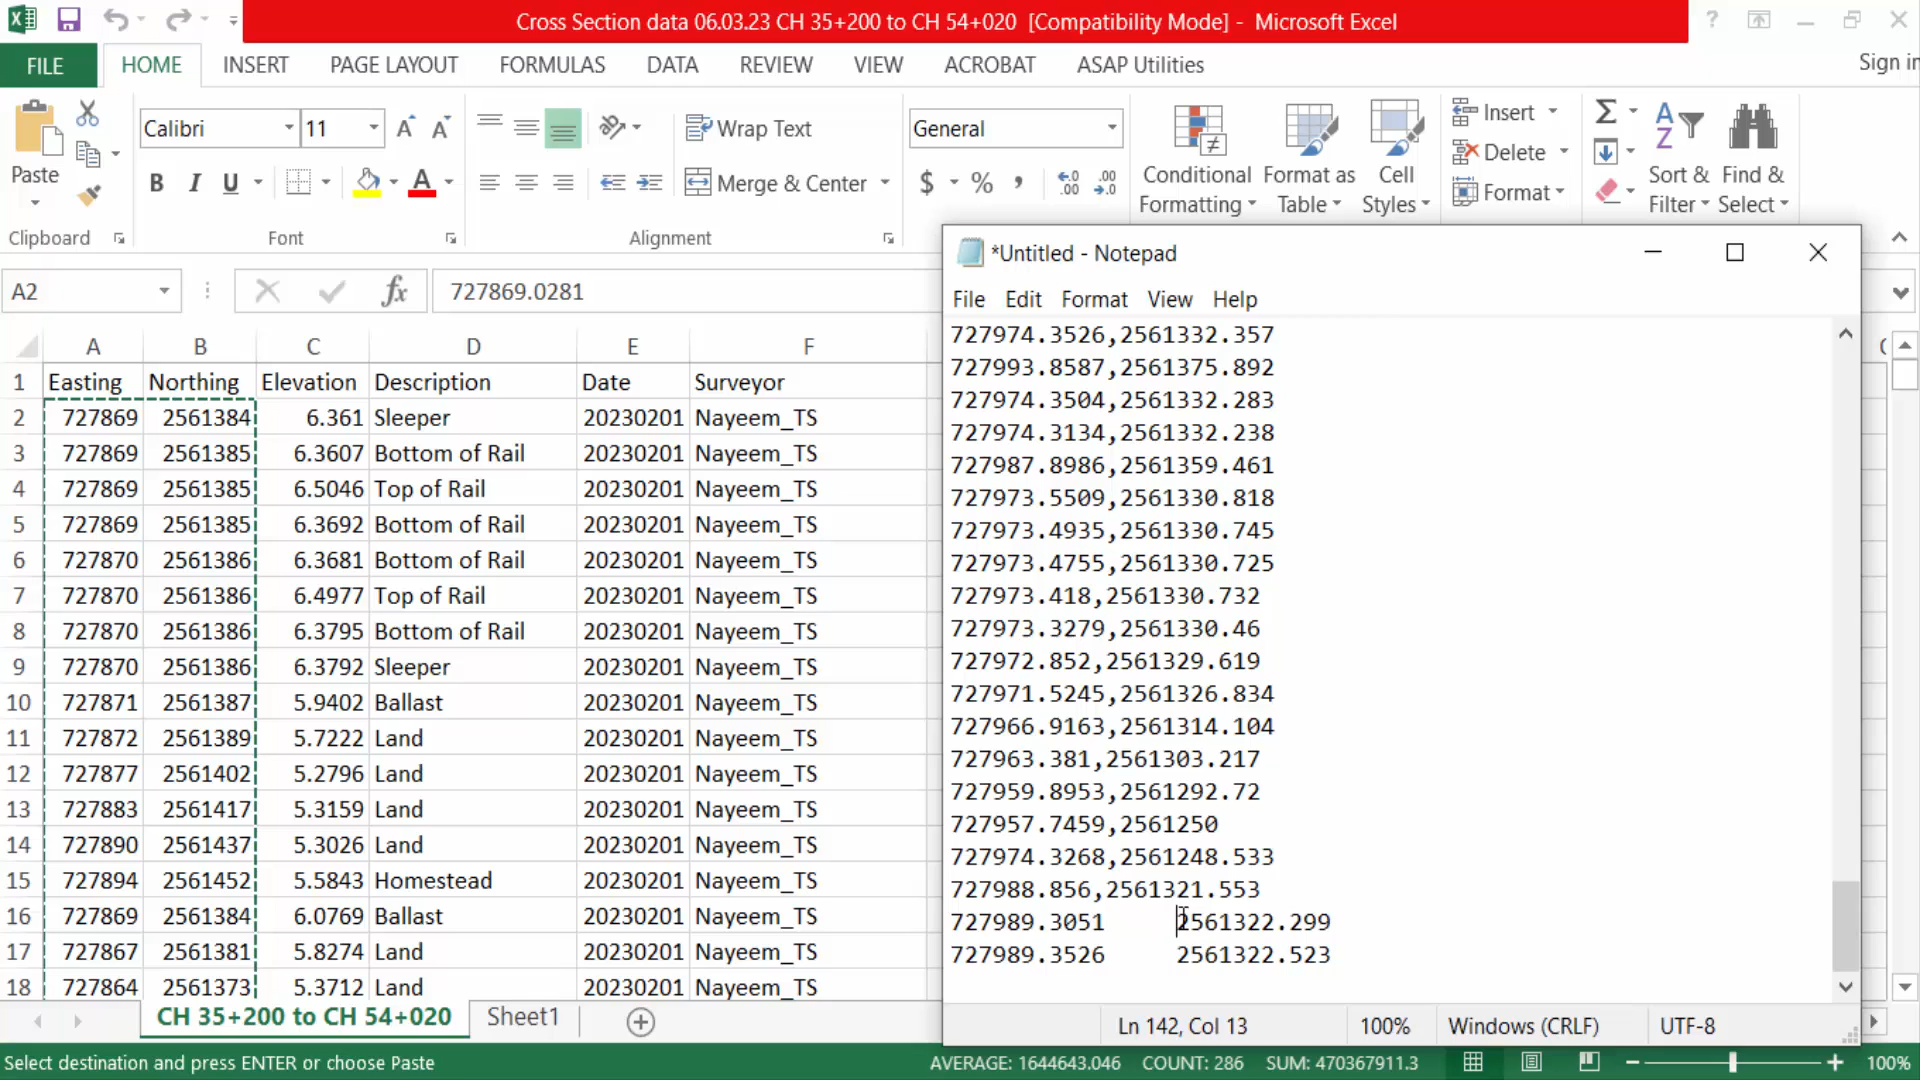 Cross Section data 06.03.23 CH 35+200 to CH 54+020 [Compatibility Mode] - Microsoft Excel
FILE HOME INSERT PAGE LAYOUT FORMULAS DATA REVIEW VIEW ACROBAT ASAP Utilities Sign in
Calibri 11 Wrap Text General Insert
Paste B I U Merge & Center $ % Conditional Formatting Format as Table Cell Styles Delete Format Sort & Filter Find & Select
Clipboard Font Alignment
A2 fx 727869.0281
A B C D E F
1 Easting Northing Elevation Description Date Surveyor
2 727869 2561384 6.361 Sleeper 20230201 Nayeem_TS
3 727869 2561385 6.3607 Bottom of Rail 20230201 Nayeem_TS
4 727869 2561385 6.5046 Top of Rail 20230201 Nayeem_TS
5 727869 2561385 6.3692 Bottom of Rail 20230201 Nayeem_TS
6 727870 2561386 6.3681 Bottom of Rail 20230201 Nayeem_TS
7 727870 2561386 6.4977 Top of Rail 20230201 Nayeem_TS
8 727870 2561386 6.3795 Bottom of Rail 20230201 Nayeem_TS
9 727870 2561386 6.3792 Sleeper 20230201 Nayeem_TS
10 727871 2561387 5.9402 Ballast 20230201 Nayeem_TS
11 727872 2561389 5.7222 Land 20230201 Nayeem_TS
12 727877 2561402 5.2796 Land 20230201 Nayeem_TS
13 727883 2561417 5.3159 Land 20230201 Nayeem_TS
14 727890 2561437 5.3026 Land 20230201 Nayeem_TS
15 727894 2561452 5.5843 Homestead 20230201 Nayeem_TS
16 727869 2561384 6.0769 Ballast 20230201 Nayeem_TS
17 727867 2561381 5.8274 Land 20230201 Nayeem_TS
18 727864 2561373 5.3712 Land 20230201 Nayeem_TS
CH 35+200 to CH 54+020 Sheet1
*Untitled - Notepad
File Edit Format View Help
727974.3526,2561332.357
727993.8587,2561375.892
727974.3504,2561332.283
727974.3134,2561332.238
727987.8986,2561359.461
727973.5509,2561330.818
727973.4935,2561330.745
727973.4755,2561330.725
727973.418,2561330.732
727973.3279,2561330.46
727972.852,2561329.619
727971.5245,2561326.834
727966.9163,2561314.104
727963.381,2561303.217
727959.8953,2561292.72
727957.7459,2561250
727974.3268,2561248.533
727988.856,2561321.553
727989.3051 2561322.299
727989.3526 2561322.523
Ln 142, Col 13 100% Windows (CRLF) UTF-8
Select destination and press ENTER or choose Paste AVERAGE: 1644643.046 COUNT: 286 SUM: 470367911.3 100%